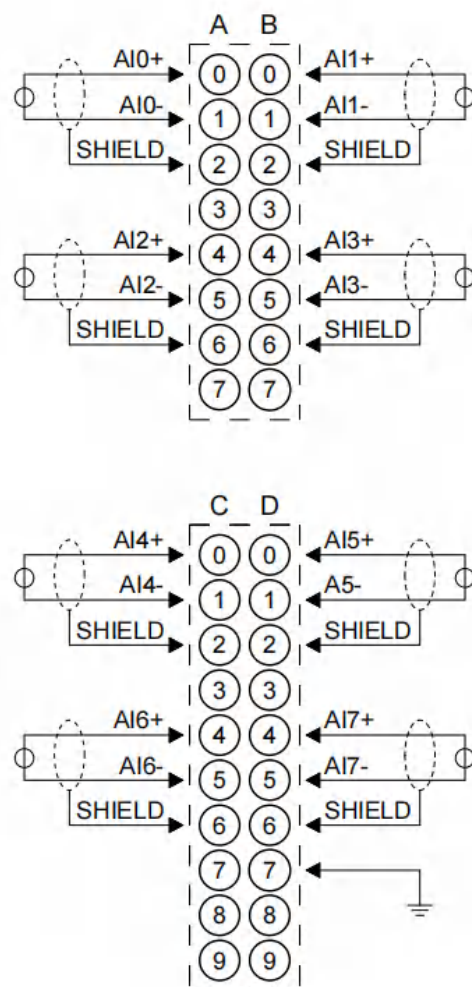 A B
AI0+ 0 0 AI1+
AI0- 1 1 AI1-
SHIELD 2 2 SHIELD
3 3
AI2+ 4 4 AI3+
AI2- 5 5 AI3-
SHIELD 6 6 SHIELD
7 7
C D
AI4+ 0 0 AI5+
AI4- 1 1 A5-
SHIELD 2 2 SHIELD
3 3
AI6+ 4 4 AI7+
AI6- 5 5 AI7-
SHIELD 6 6 SHIELD
7 7
8 8
9 9